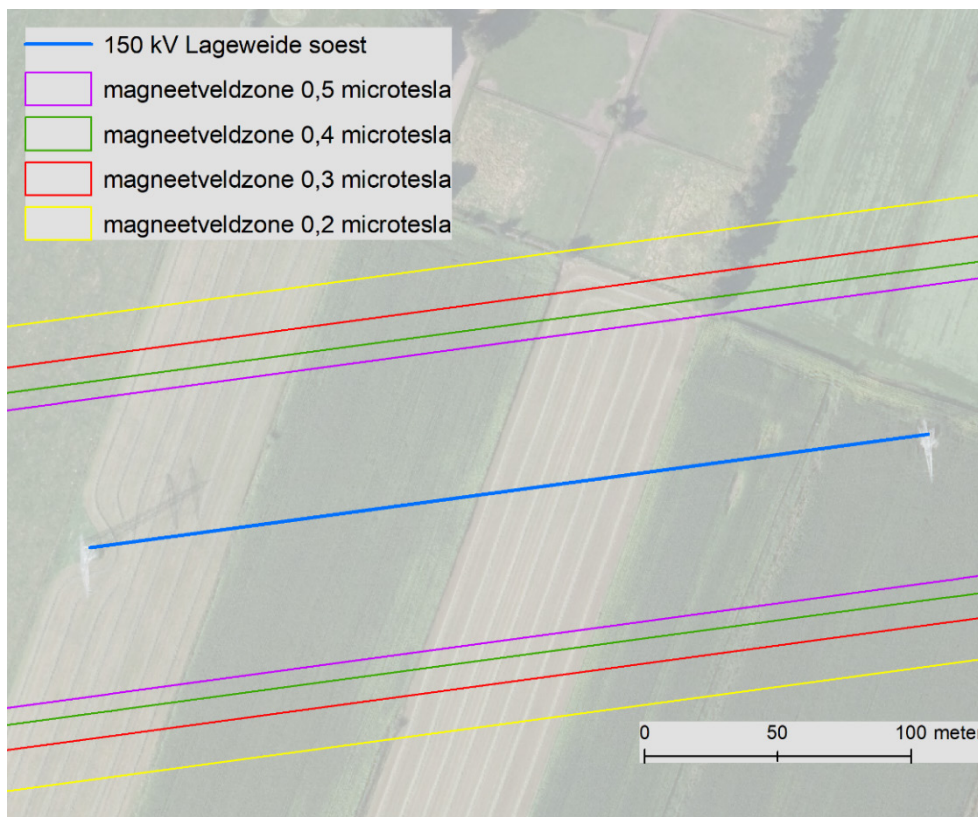 150 kV Lageweide soest
magneetveldzone 0,5 microtesla
magneetveldzone 0,4 microtesla
magneetveldzone 0,3 microtesla
magneetveldzone 0,2 microtesla
0 50 100 meter